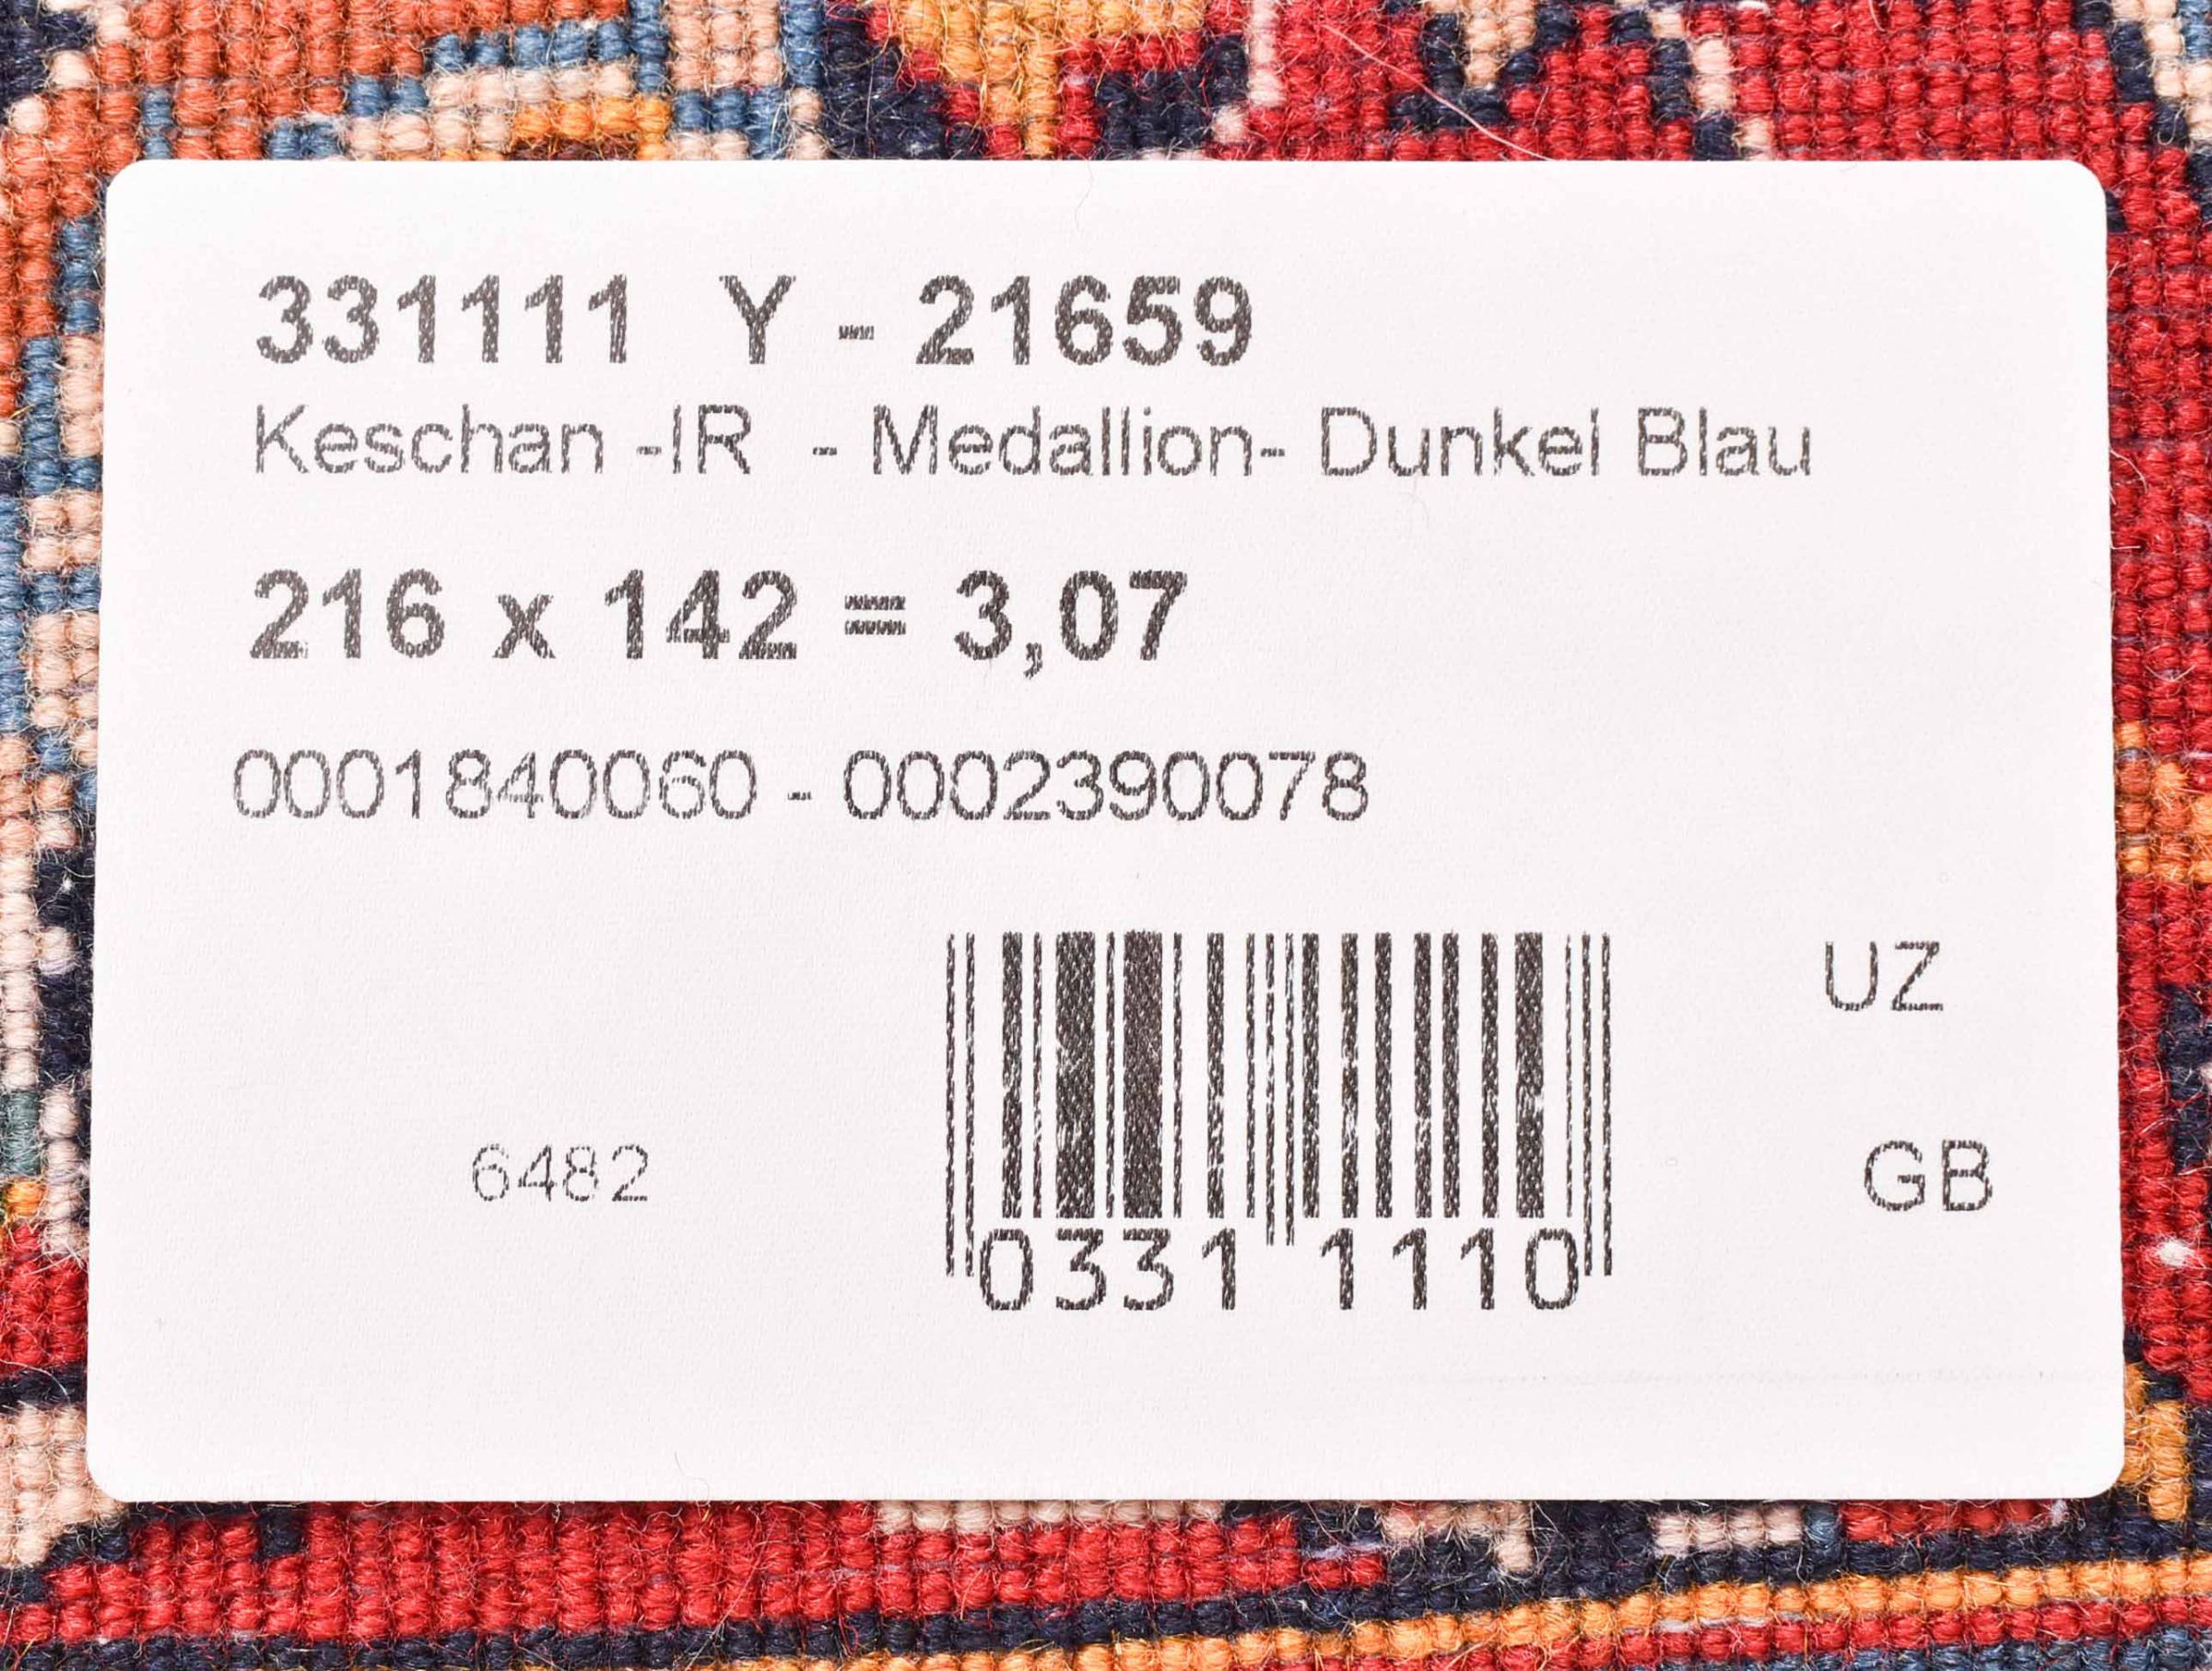 331111 Y - 21659
Keschan -IR - Medallion- Dunkel Blau
216 x 142 = 3,07
0001840060 - 0002390078
UZ
6482
GB
0331 1110